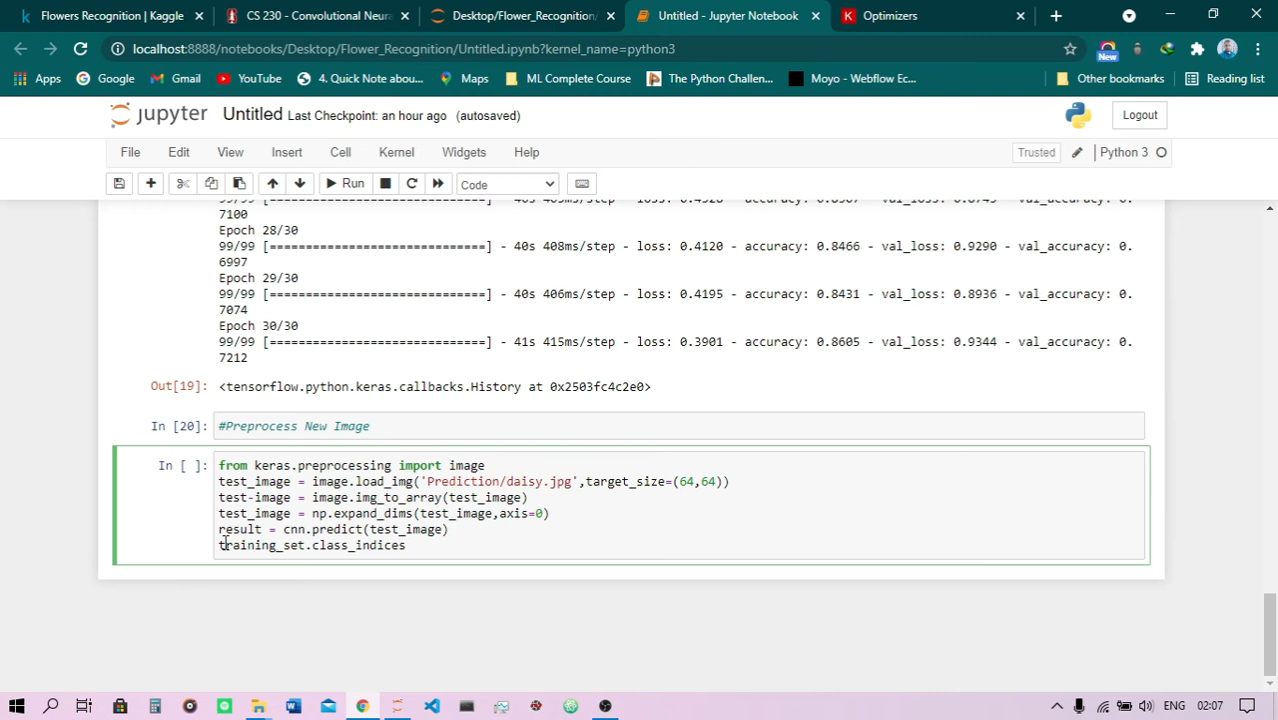 Flowers Recognition | Kaggle
CS 230 - Convolutional Neura
Desktop/Flower_Recognition/
Untitled - Jupyter Notebook
Optimizers
localhost:8888/notebooks/Desktop/Flower_Recognition/Untitled.ipynb?kernel_name=python3
New
Apps
Google
Gmail
YouTube
4. Quick Note abou...
Maps
ML Complete Course
The Python Challen...
Moyo - Webflow Ec...
Other bookmarks
Reading list
jupyter Untitled Last Checkpoint: an hour ago (autosaved)
Logout
File Edit View Insert Cell Kernel Widgets Help
Trusted
Python 3
Run
Code
7100
Epoch 28/30
99/99 [==============================] - 40s 408ms/step - loss: 0.4120 - accuracy: 0.8466 - val_loss: 0.9290 - val_accuracy: 0.
6997
Epoch 29/30
99/99 [==============================] - 40s 406ms/step - loss: 0.4195 - accuracy: 0.8431 - val_loss: 0.8936 - val_accuracy: 0.
7074
Epoch 30/30
99/99 [==============================] - 41s 415ms/step - loss: 0.3901 - accuracy: 0.8605 - val_loss: 0.9344 - val_accuracy: 0.
7212
Out[19]: <tensorflow.python.keras.callbacks.History at 0x2503fc4c2e0>
In [20]: #Preprocess New Image
In [ ]: from keras.preprocessing import image
test_image = image.load_img('Prediction/daisy.jpg',target_size=(64,64))
test-image = image.img_to_array(test_image)
test_image = np.expand_dims(test_image,axis=0)
result = cnn.predict(test_image)
training_set.class_indices
ENG 02:07